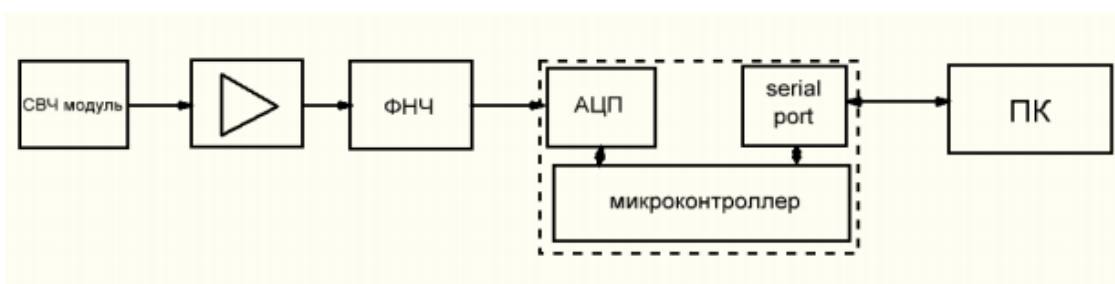 СВЧ модуль
ФНЧ
АЦП
serial
port
ПК
микроконтроллер